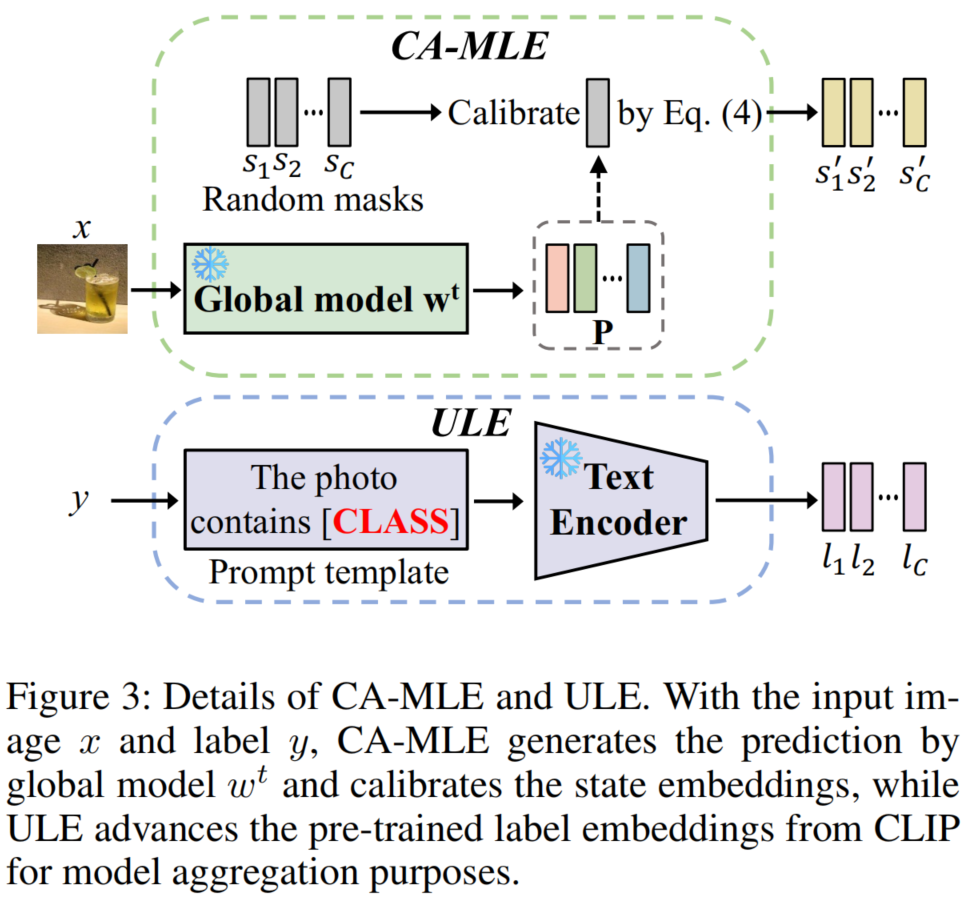 CA-MLE
s₁ s₂ ... s_C
Random masks
Calibrate by Eq. (4)
s′₁ s′₂ ... s′_C
x
Global model wᵗ
...
P
ULE
y
The photo
contains [CLASS]
Prompt template
Text
Encoder
l₁ l₂ ... l_C
Figure 3: Details of CA-MLE and ULE. With the input im-
age x and label y, CA-MLE generates the prediction by
global model wᵗ and calibrates the state embeddings, while
ULE advances the pre-trained label embeddings from CLIP
for model aggregation purposes.